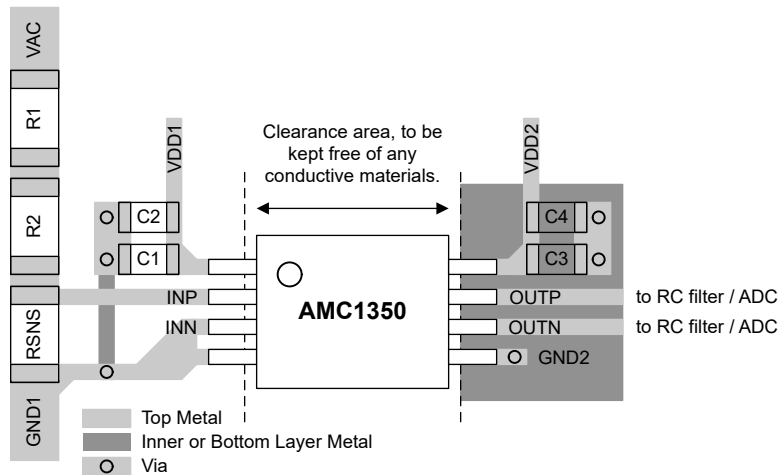 VAC
R1
R2
RSNS
GND1
VDD1
C2
C1
INP
INN
Clearance area, to be
kept free of any
conductive materials.
AMC1350
VDD2
C4
C3
OUTP
to RC filter / ADC
OUTN
to RC filter / ADC
GND2
Top Metal
Inner or Bottom Layer Metal
Via